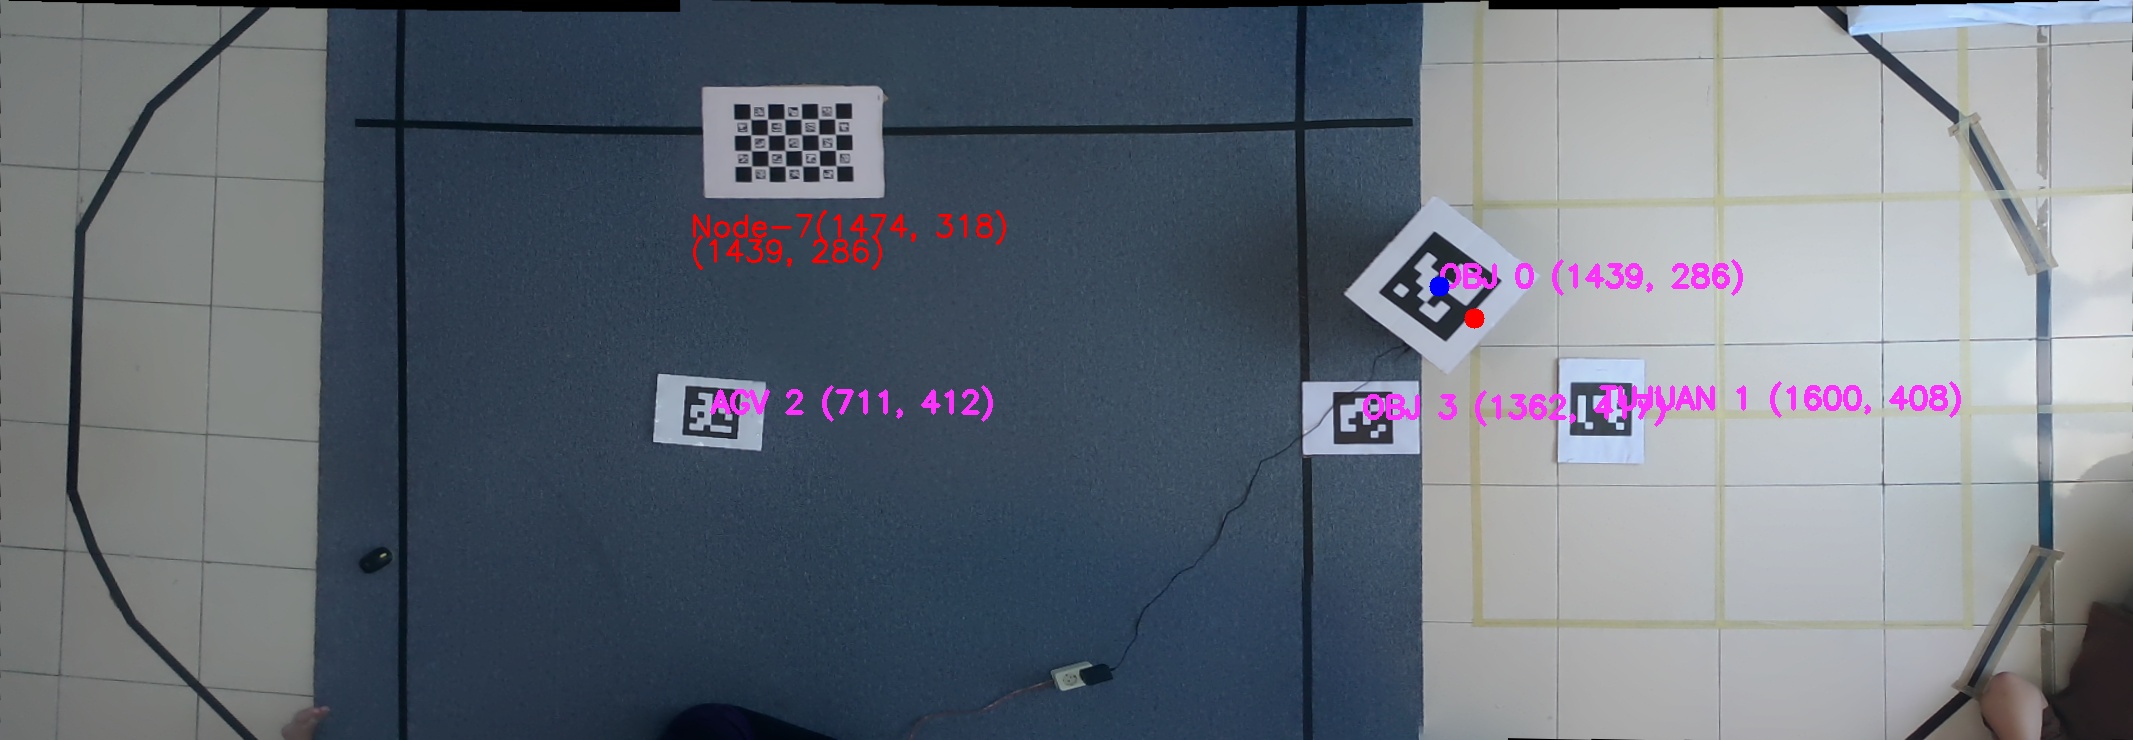 Node-7(1474, 318)
(1439, 286)
OBJ 0 (1439, 286)
AGV 2 (711, 412)
OBJ 3 (1362, 417)
TUJUAN 1 (1600, 408)